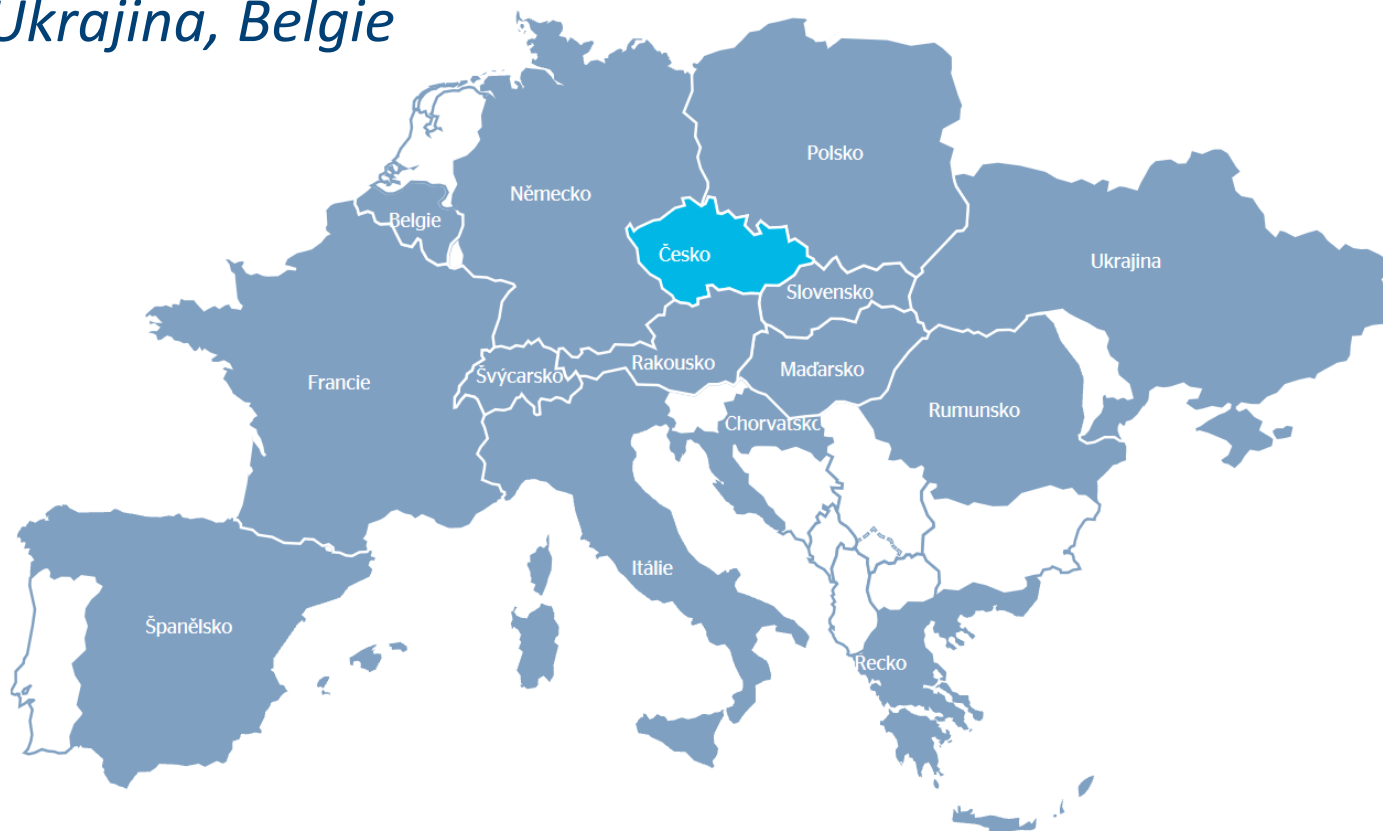 Ukrajina, Belgie
Polsko
Německo
Belgie
Česko
Ukrajina
Slovensko
Rakousko
Maďarsko
Švýcarsko
Francie
Rumunsko
Chorvatsko
Itálie
Španělsko
Řecko